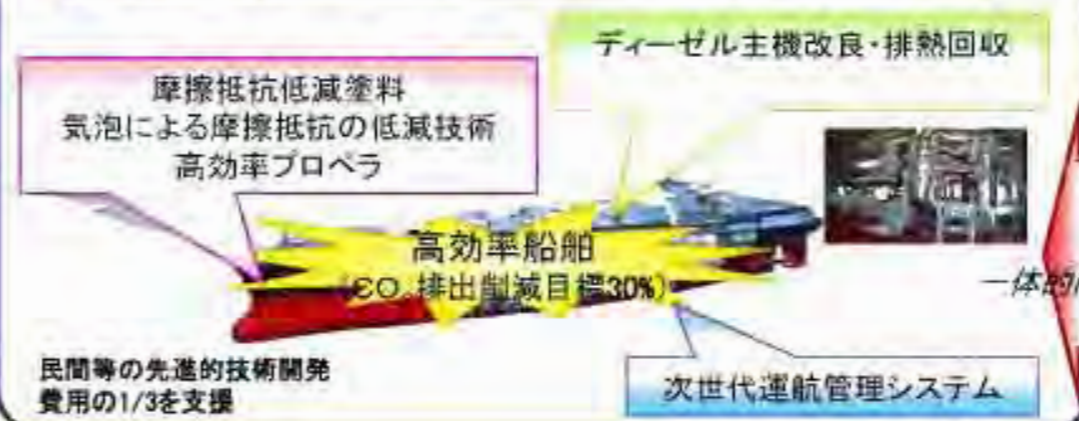 ディーゼル主機改良・排熱回収
摩擦抵抗低減塗料
気泡による摩擦抵抗の低減技術
高効率プロペラ
高効率船舶
(CO 排出削減目標30%)
一体的
民間等の先進的技術開発
費用の1/3を支援
次世代運航管理システム